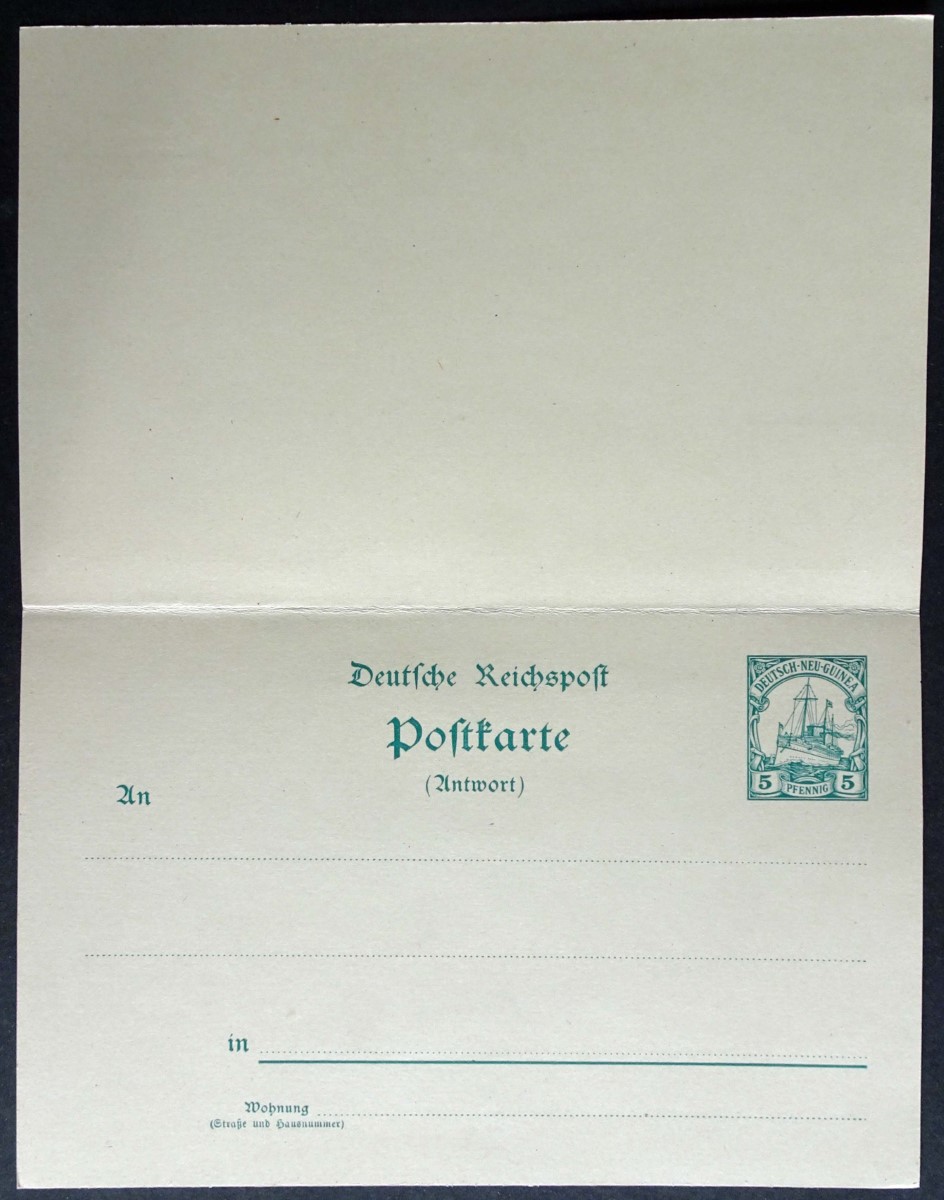 Deutsche Reichspost
Postkarte
(Antwort)
DEUTSCH-NEU-GUINEA
5 PFENNIG 5
An
in
Wohnung
(Straße und Hausnummer)